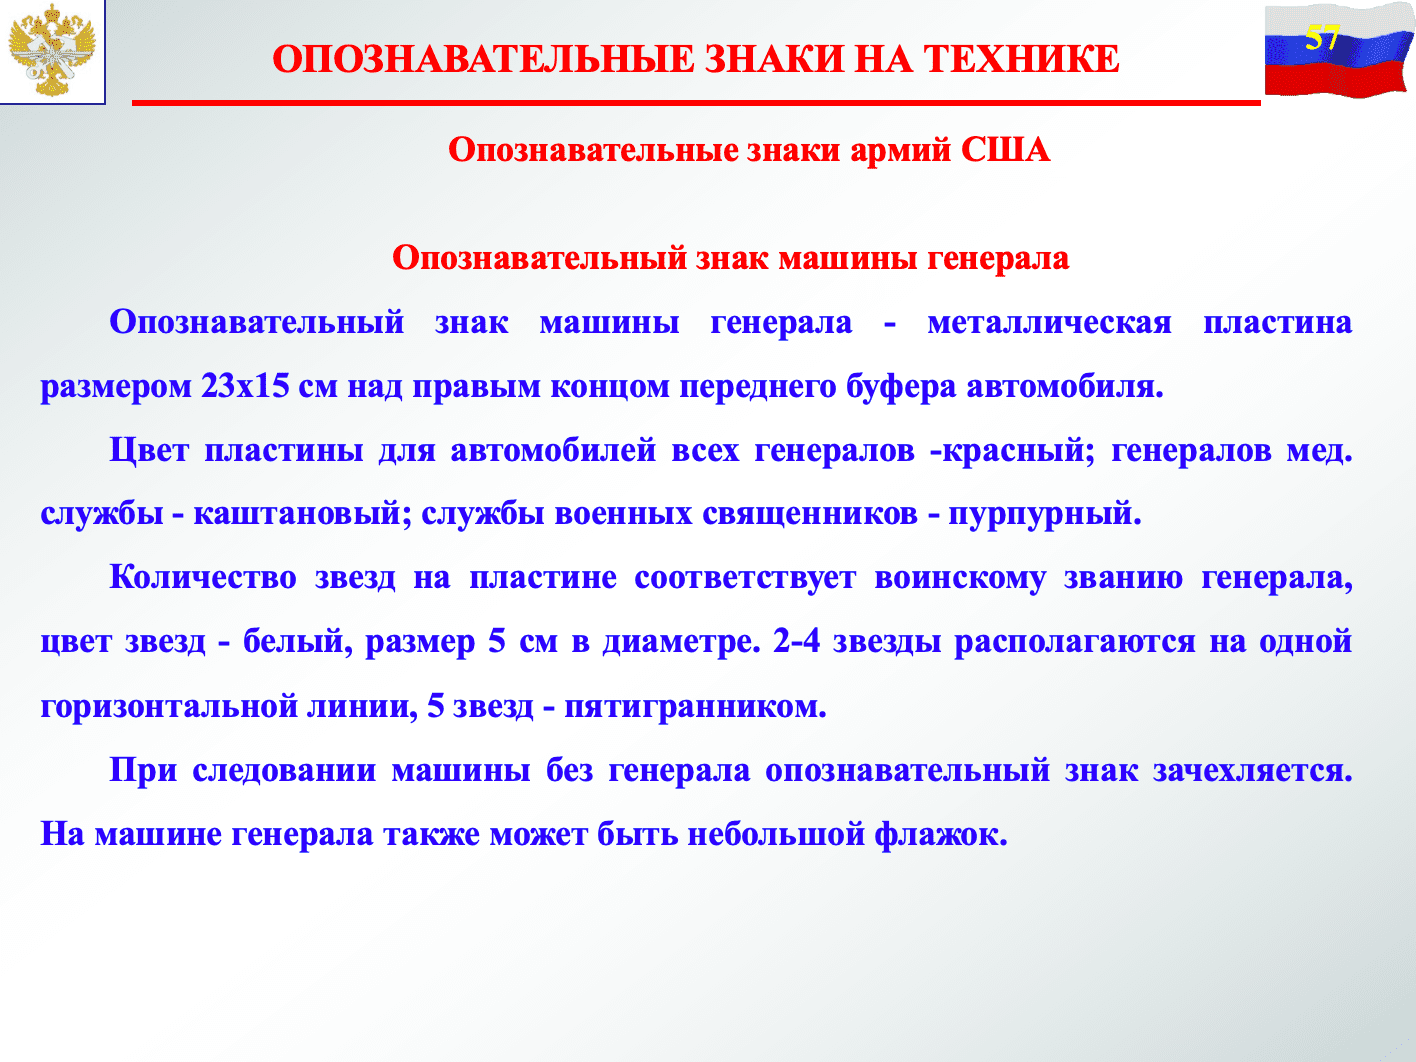 57
ОПОЗНАВАТЕЛЬНЫЕ ЗНАКИ НА ТЕХНИКЕ
Опознавательные знаки армий США
Опознавательный знак машины генерала
Опознавательный знак машины генерала - металлическая пластина
размером 23х15 см над правым концом переднего буфера автомобиля.
Цвет пластины для автомобилей всех генералов -красный; генералов мед.
службы - каштановый; службы военных священников - пурпурный.
Количество звезд на пластине соответствует воинскому званию генерала,
цвет звезд - белый, размер 5 см в диаметре. 2-4 звезды располагаются на одной
горизонтальной линии, 5 звезд - пятигранником.
При следовании машины без генерала опознавательный знак зачехляется.
На машине генерала также может быть небольшой флажок.